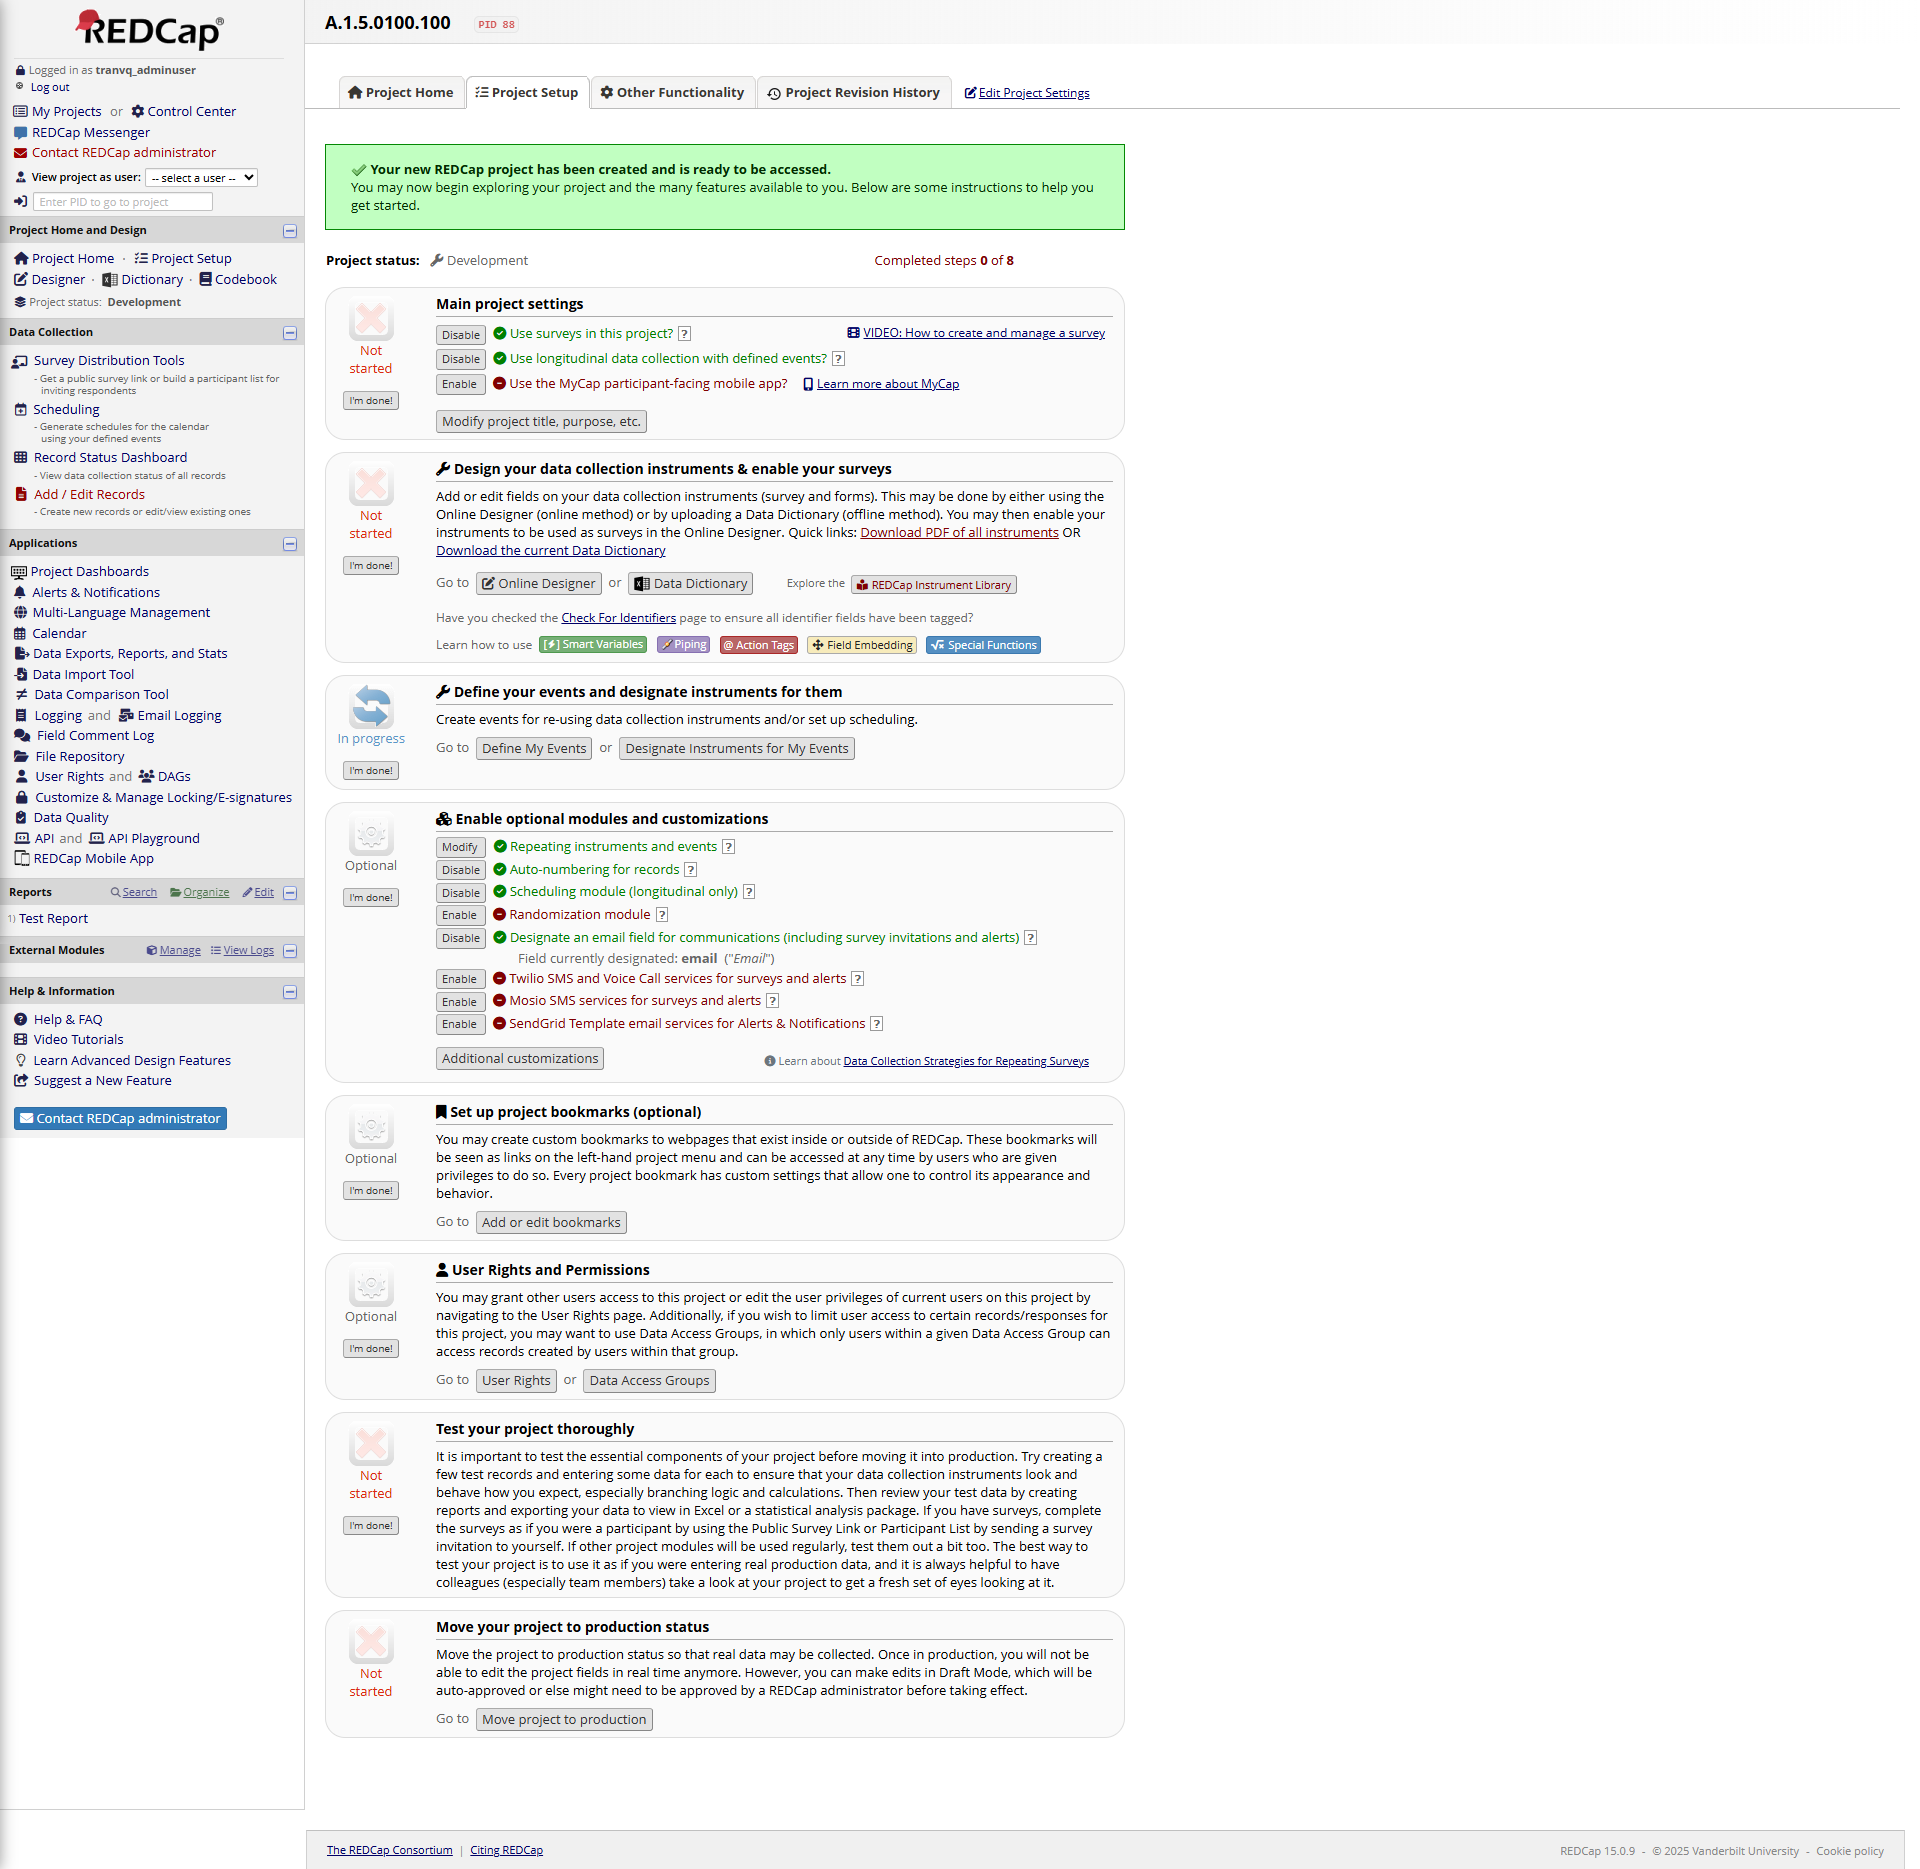 REDCap®
Logged in as tranvq_adminuser
Log out
My Projects or Control Center
REDCap Messenger
Contact REDCap administrator
View project as user: -- select a user --
Enter PID to go to project
Project Home and Design
Project Home · Project Setup
Designer · Dictionary · Codebook
Project status: Development
Data Collection
Survey Distribution Tools
- Get a public survey link or build a participant list for
inviting respondents
Scheduling
- Generate schedules for the calendar
using your defined events
Record Status Dashboard
- View data collection status of all records
Add / Edit Records
- Create new records or edit/view existing ones
Applications
Project Dashboards
Alerts & Notifications
Multi-Language Management
Calendar
Data Exports, Reports, and Stats
Data Import Tool
Data Comparison Tool
Logging and Email Logging
Field Comment Log
File Repository
User Rights and DAGs
Customize & Manage Locking/E-signatures
Data Quality
API and API Playground
REDCap Mobile App
Reports Search Organize Edit
1) Test Report
External Modules Manage View Logs
Help & Information
Help & FAQ
Video Tutorials
Learn Advanced Design Features
Suggest a New Feature
Contact REDCap administrator
A.1.5.0100.100 PID 88
Project Home Project Setup Other Functionality Project Revision History Edit Project Settings
Your new REDCap project has been created and is ready to be accessed.
You may now begin exploring your project and the many features available to you. Below are some instructions to help you
get started.
Project status: Development Completed steps 0 of 8
Not
started
I'm done!
Main project settings
Disable Use surveys in this project? ? VIDEO: How to create and manage a survey
Disable Use longitudinal data collection with defined events? ?
Enable Use the MyCap participant-facing mobile app? Learn more about MyCap
Modify project title, purpose, etc.
Not
started
I'm done!
Design your data collection instruments & enable your surveys
Add or edit fields on your data collection instruments (survey and forms). This may be done by either using the
Online Designer (online method) or by uploading a Data Dictionary (offline method). You may then enable your
instruments to be used as surveys in the Online Designer. Quick links: Download PDF of all instruments OR
Download the current Data Dictionary
Go to Online Designer or Data Dictionary Explore the REDCap Instrument Library
Have you checked the Check For Identifiers page to ensure all identifier fields have been tagged?
Learn how to use [⚡] Smart Variables Piping @ Action Tags Field Embedding √x Special Functions
In progress
I'm done!
Define your events and designate instruments for them
Create events for re-using data collection instruments and/or set up scheduling.
Go to Define My Events or Designate Instruments for My Events
Optional
I'm done!
Enable optional modules and customizations
Modify Repeating instruments and events ?
Disable Auto-numbering for records ?
Disable Scheduling module (longitudinal only) ?
Enable Randomization module ?
Disable Designate an email field for communications (including survey invitations and alerts) ?
Field currently designated: email ("Email")
Enable Twilio SMS and Voice Call services for surveys and alerts ?
Enable Mosio SMS services for surveys and alerts ?
Enable SendGrid Template email services for Alerts & Notifications ?
Additional customizations Learn about Data Collection Strategies for Repeating Surveys
Optional
I'm done!
Set up project bookmarks (optional)
You may create custom bookmarks to webpages that exist inside or outside of REDCap. These bookmarks will
be seen as links on the left-hand project menu and can be accessed at any time by users who are given
privileges to do so. Every project bookmark has custom settings that allow one to control its appearance and
behavior.
Go to Add or edit bookmarks
Optional
I'm done!
User Rights and Permissions
You may grant other users access to this project or edit the user privileges of current users on this project by
navigating to the User Rights page. Additionally, if you wish to limit user access to certain records/responses for
this project, you may want to use Data Access Groups, in which only users within a given Data Access Group can
access records created by users within that group.
Go to User Rights or Data Access Groups
Not
started
I'm done!
Test your project thoroughly
It is important to test the essential components of your project before moving it into production. Try creating a
few test records and entering some data for each to ensure that your data collection instruments look and
behave how you expect, especially branching logic and calculations. Then review your test data by creating
reports and exporting your data to view in Excel or a statistical analysis package. If you have surveys, complete
the surveys as if you were a participant by using the Public Survey Link or Participant List by sending a survey
invitation to yourself. If other project modules will be used regularly, test them out a bit too. The best way to
test your project is to use it as if you were entering real production data, and it is always helpful to have
colleagues (especially team members) take a look at your project to get a fresh set of eyes looking at it.
Not
started
Move your project to production status
Move the project to production status so that real data may be collected. Once in production, you will not be
able to edit the project fields in real time anymore. However, you can make edits in Draft Mode, which will be
auto-approved or else might need to be approved by a REDCap administrator before taking effect.
Go to Move project to production
The REDCap Consortium | Citing REDCap
REDCap 15.0.9 - © 2025 Vanderbilt University - Cookie policy